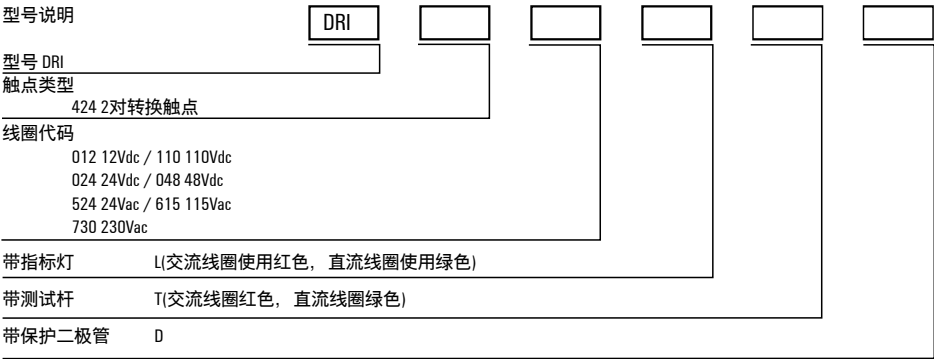 型号说明
DRI
型号 DRI
触点类型
424 2对转换触点
线圈代码
012 12Vdc / 110 110Vdc
024 24Vdc / 048 48Vdc
524 24Vac / 615 115Vac
730 230Vac
带指标灯 L(交流线圈使用红色，直流线圈使用绿色)
带测试杆 T(交流线圈红色，直流线圈绿色)
带保护二极管 D